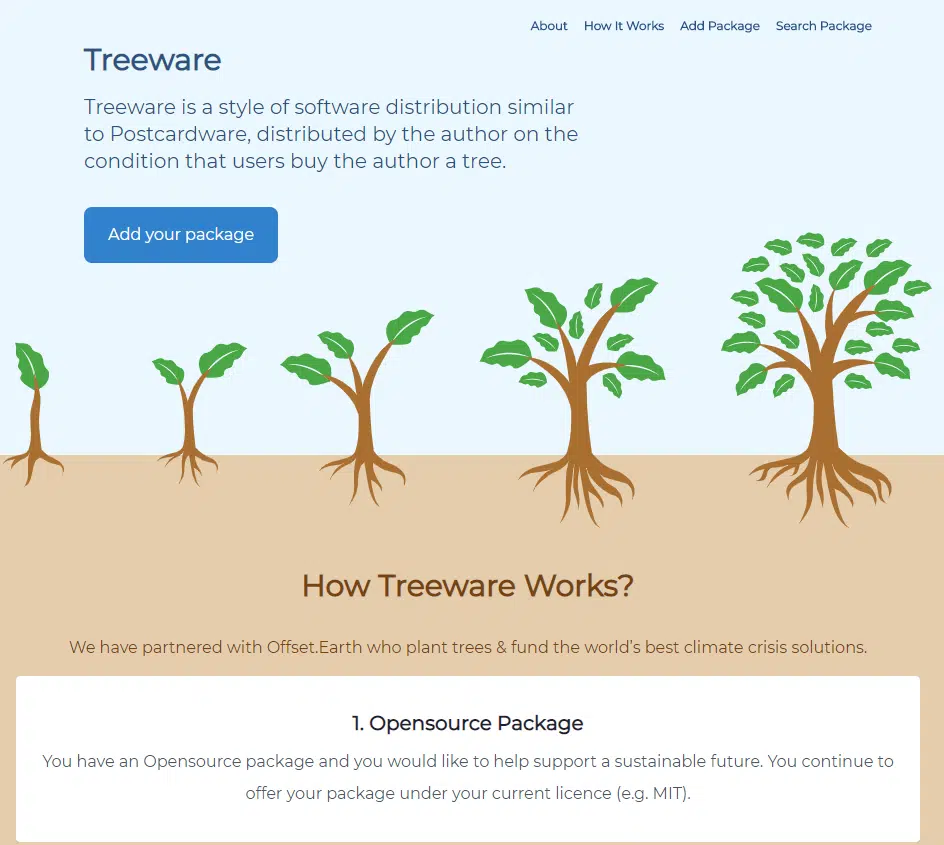 About How It Works Add Package Search Package
Treeware
Treeware is a style of software distribution similar
to Postcardware, distributed by the author on the
condition that users buy the author a tree.
Add your package
How Treeware Works?
We have partnered with Offset.Earth who plant trees & fund the world's best climate crisis solutions.
1. Opensource Package
You have an Opensource package and you would like to help support a sustainable future. You continue to
offer your package under your current licence (e.g. MIT).